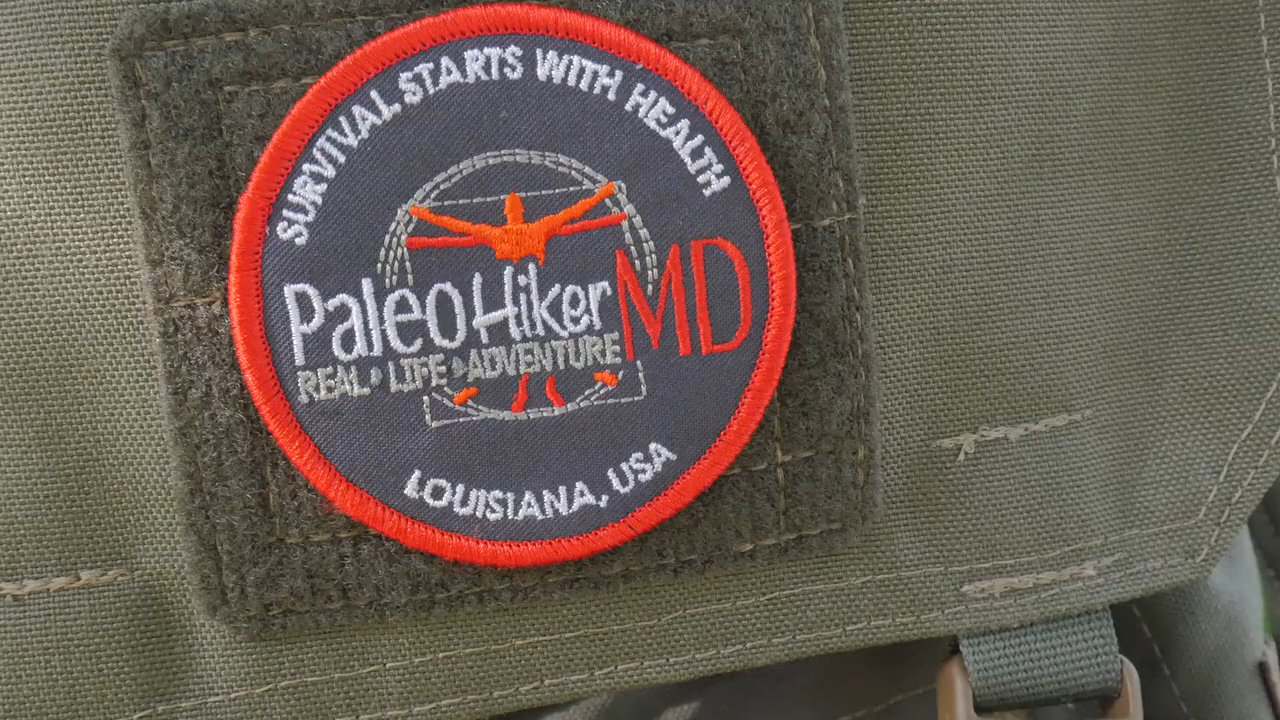 SURVIVAL STARTS WITH HEALTH
PaleoHikerMD
REAL • LIFE • ADVENTURE
LOUISIANA, USA